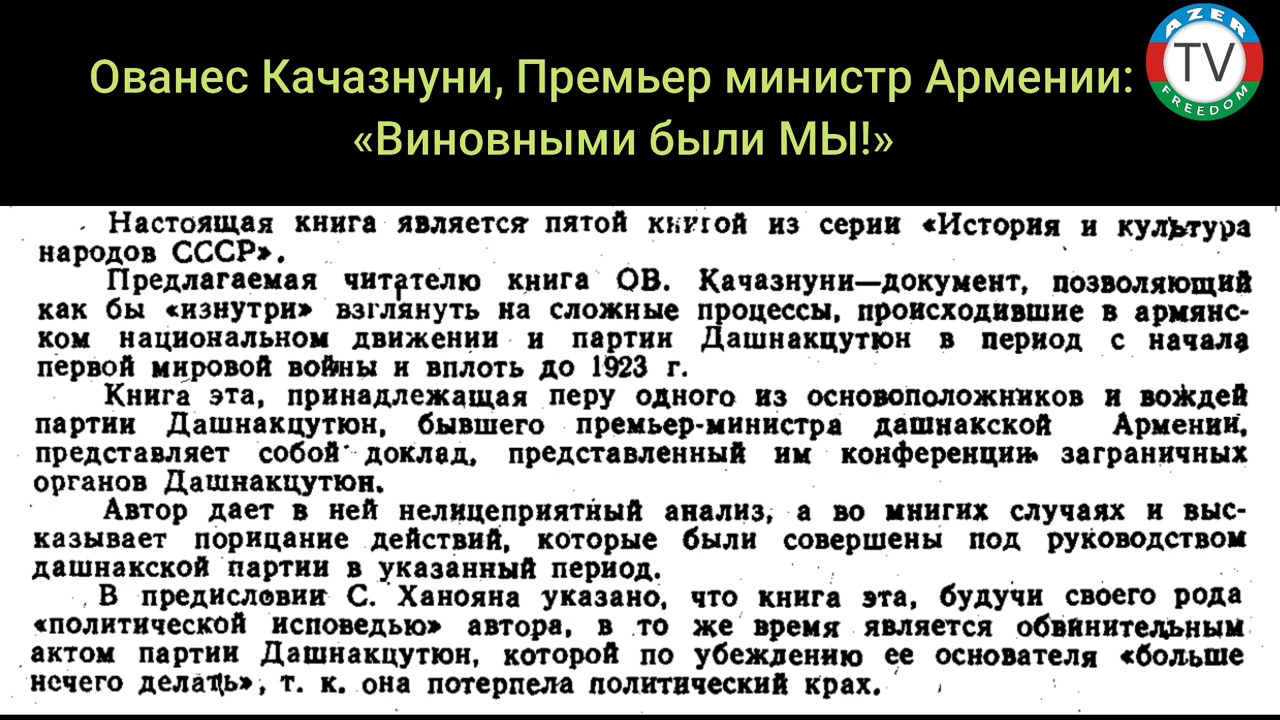 Ованес Качазнуни, Премьер министр Армении:
«Виновными были МЫ!»
AZER
TV
FREEDOM
Настоящая книга является пятой книгой из серии «История и культура
народов СССР».
Предлагаемая читателю книга ОВ. Качазнуни—документ, позволяющий
как бы «изнутри» взглянуть на сложные процессы, происходившие в армянс-
ком национальном движении и партии Дашнакцутюн в период с начала
первой мировой войны и вплоть до 1923 г.
Книга эта, принадлежащая перу одного из основоположников и вождей
партии Дашнакцутюн, бывшего премьер-министра дашнакской Армении,
представляет собой доклад, представленный им конференции заграничных
органов Дашнакцутюн.
Автор дает в ней нелицеприятный анализ, а во мнигих случаях и выс-
казывает порицание действий, которые были совершены под руководством
дашнакской партии в указанный период.
В предисловии С. Ханояна указано, что книга эта, будучи своего рода
«политической исповедью» автора, в то же время является обвинительным
актом партии Дашнакцутюн, которой по убеждению ее основателя «больше
нечего делать», т. к. она потерпела политический крах.